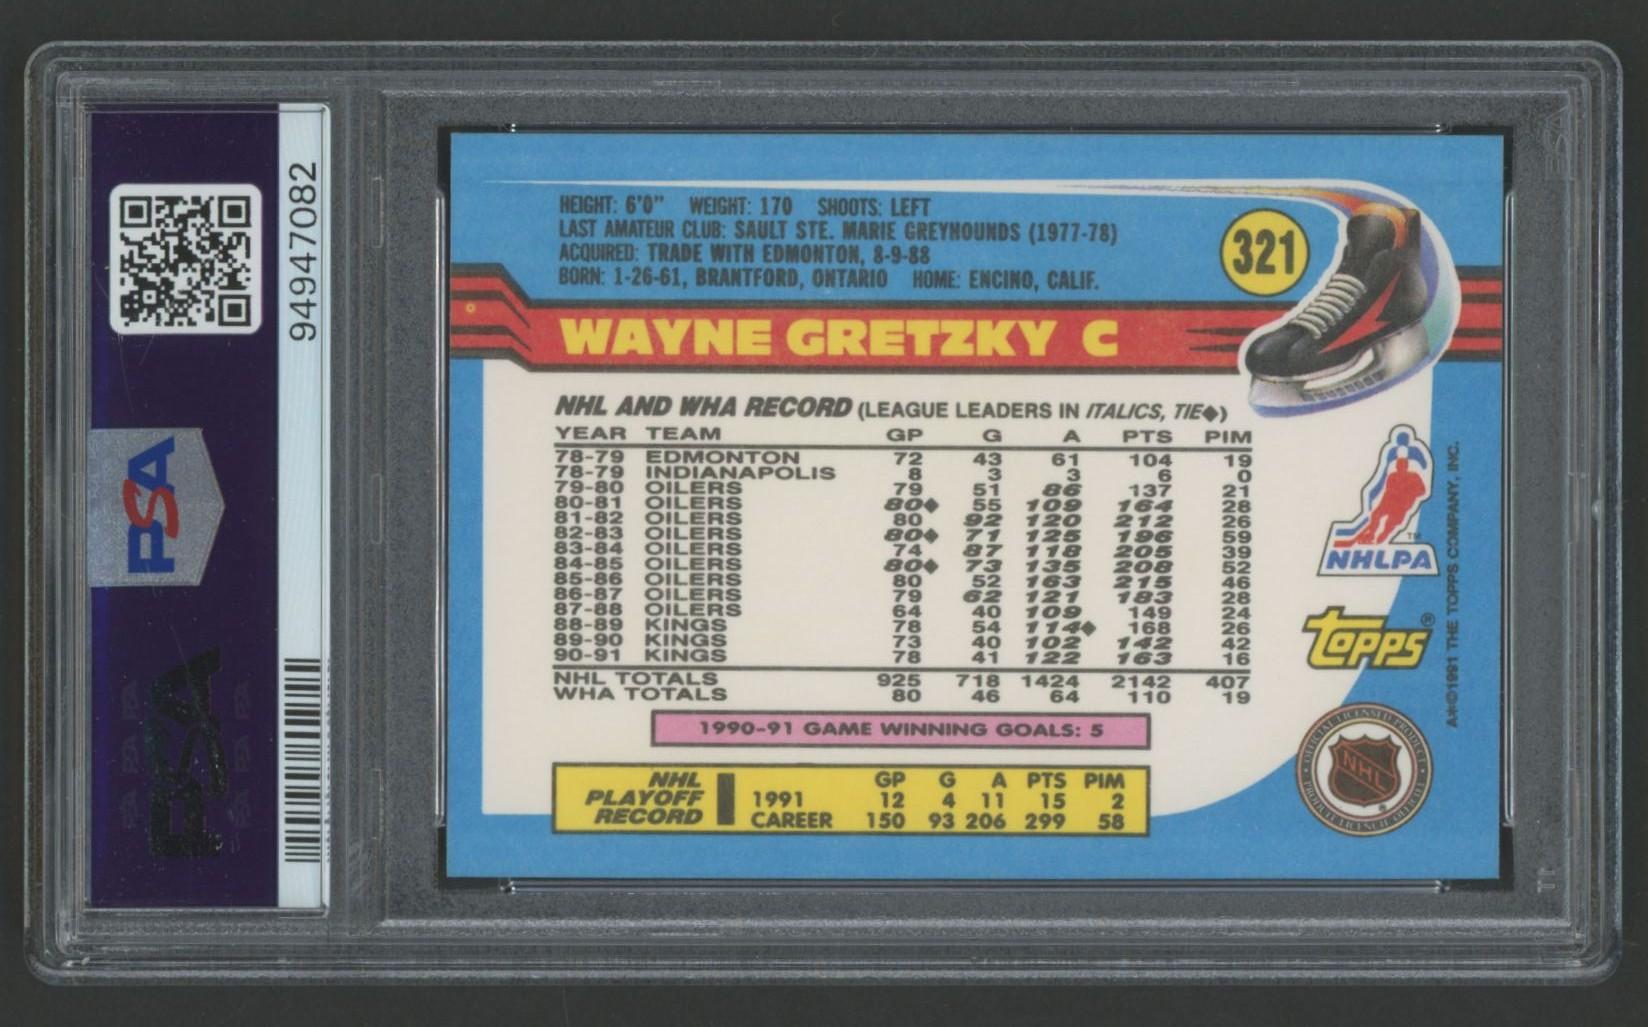 94947082
PSA
PSA
HEIGHT: 6'0" WEIGHT: 170 SHOOTS: LEFT
LAST AMATEUR CLUB: SAULT STE. MARIE GREYHOUNDS (1977-78)
ACQUIRED: TRADE WITH EDMONTON, 8-9-88
BORN: 1-26-61, BRANTFORD, ONTARIO HOME: ENCINO, CALIF.
321
WAYNE GRETZKY C
NHL AND WHA RECORD (LEAGUE LEADERS IN ITALICS, TIE◆)
YEAR TEAM GP G A PTS PIM
78-79 EDMONTON 72 43 61 104 19
78-79 INDIANAPOLIS 8 3 3 6 0
79-80 OILERS 79 51 86 137 21
80-81 OILERS 80◆ 55 109 164 28
81-82 OILERS 80 92 120 212 26
82-83 OILERS 80◆ 71 125 196 59
83-84 OILERS 74 87 118 205 39
84-85 OILERS 80◆ 73 135 208 52
85-86 OILERS 80 52 163 215 46
86-87 OILERS 79 62 121 183 28
87-88 OILERS 64 40 109 149 24
88-89 KINGS 78 54 114◆ 168 26
89-90 KINGS 73 40 102 142 42
90-91 KINGS 78 41 122 163 16
NHL TOTALS 925 718 1424 2142 407
WHA TOTALS 80 46 64 110 19
1990-91 GAME WINNING GOALS: 5
NHL PLAYOFF RECORD
GP G A PTS PIM
1991 12 4 11 15 2
CAREER 150 93 206 299 58
NHLPA™
topps®
A*©1991 THE TOPPS COMPANY, INC.
OFFICIAL LICENSED PRODUCT
NHL
®